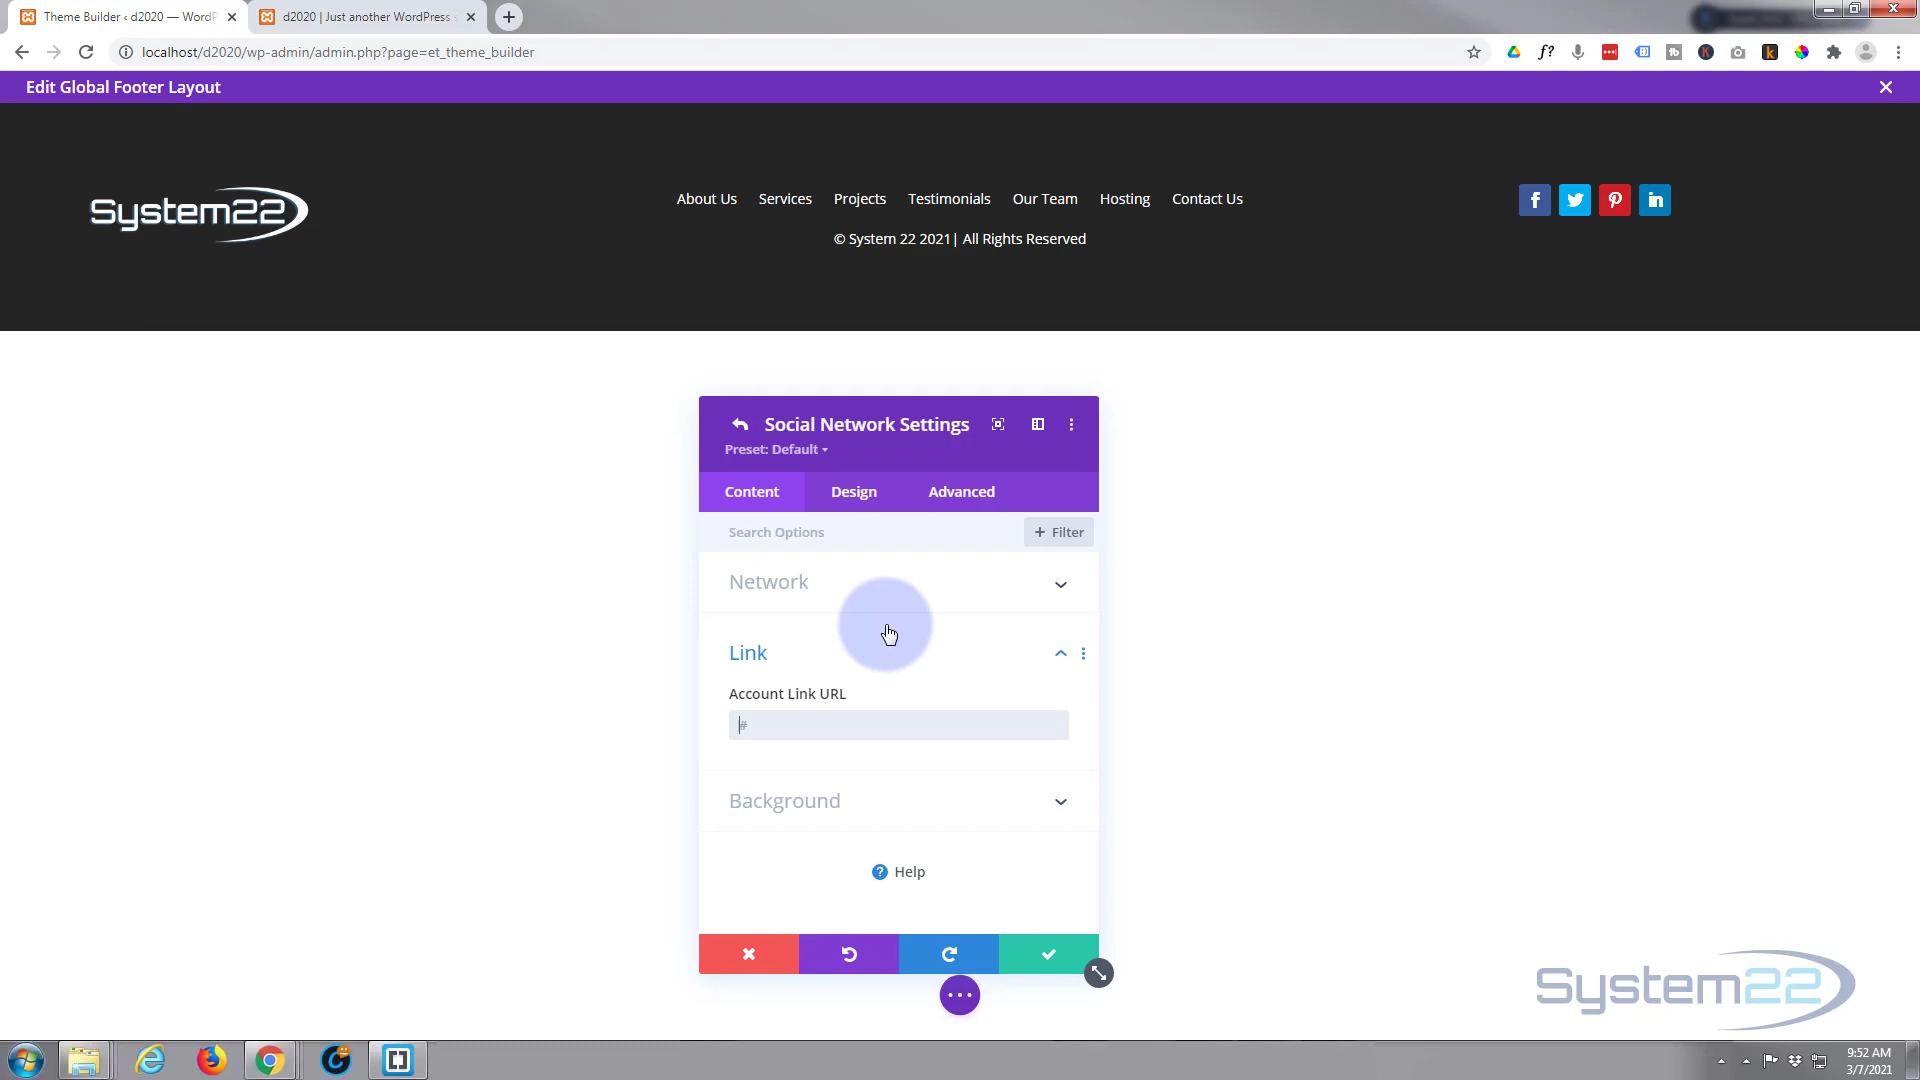 Theme Builder ‹ d2020 — WordP
d2020 | Just another WordPress s
localhost/d2020/wp-admin/admin.php?page=et_theme_builder
Edit Global Footer Layout
System22
About Us Services Projects Testimonials Our Team Hosting Contact Us
© System 22 2021| All Rights Reserved
Social Network Settings
Preset: Default
Content Design Advanced
Search Options
+ Filter
Network
Link
Account Link URL
#
Background
? Help
System22
9:52 AM
3/7/2021